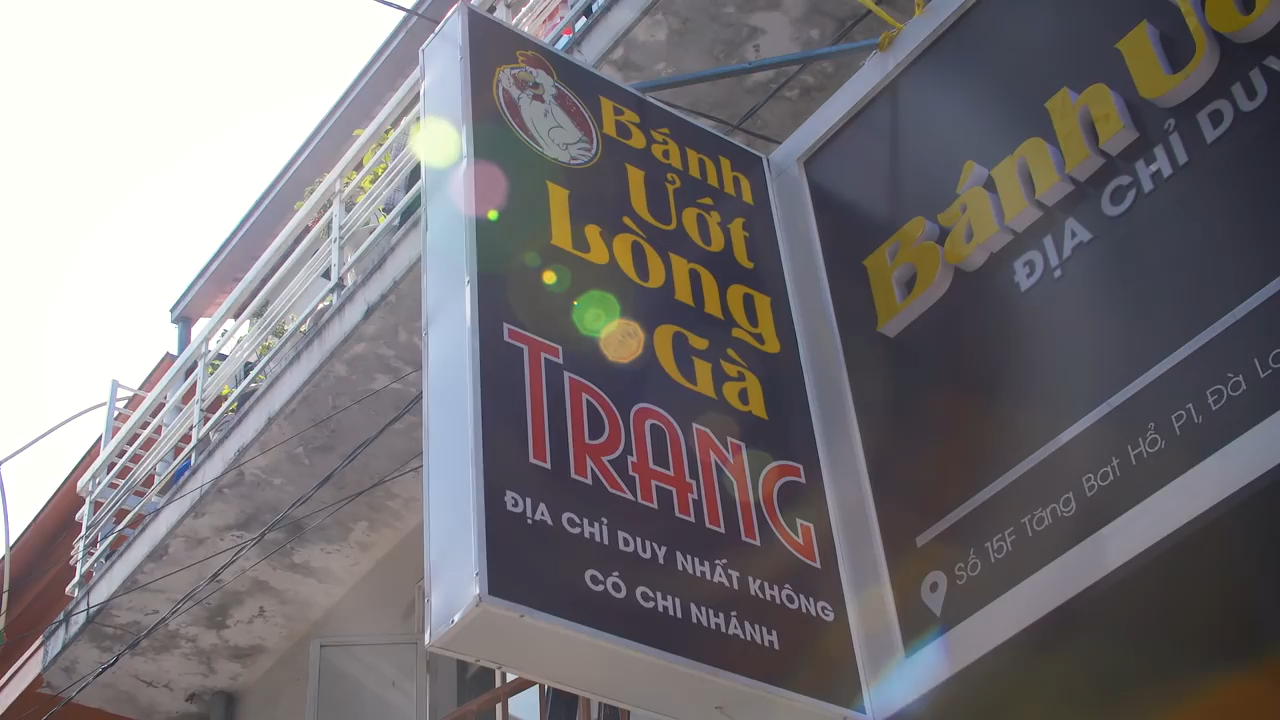 Bánh
Ướt
Lòng
Gà
TRANG
ĐỊA CHỈ DUY NHẤT KHÔNG
CÓ CHI NHÁNH
Bánh
ĐỊA CHỈ DUY
Số 15F Tăng Bạt Hổ, P1, Đà